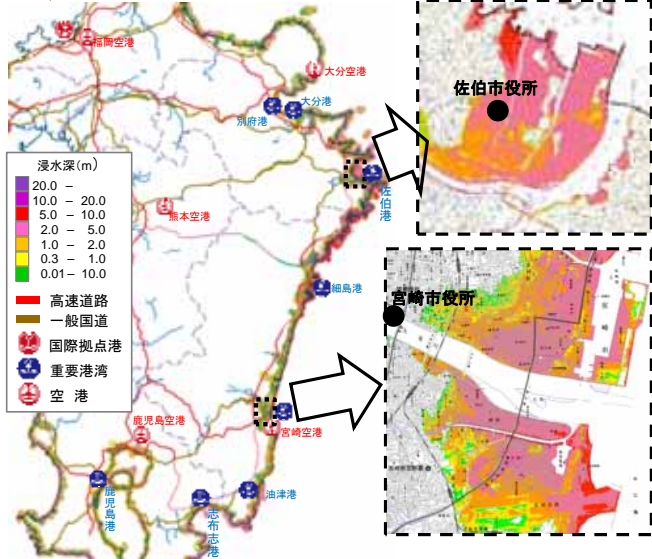 福岡空港
大分空港
大分港
別府港
佐伯港
熊本空港
細島港
鹿児島空港
宮崎空港
鹿児島港
志布志港
油津港
浸水深(m)
20.0 －
10.0 － 20.0
5.0 － 10.0
2.0 － 5.0
1.0 － 2.0
0.3 － 1.0
0.01－ 10.0
高速道路
一般国道
国際拠点港
重要港湾
空 港
佐伯市役所
宮崎市役所